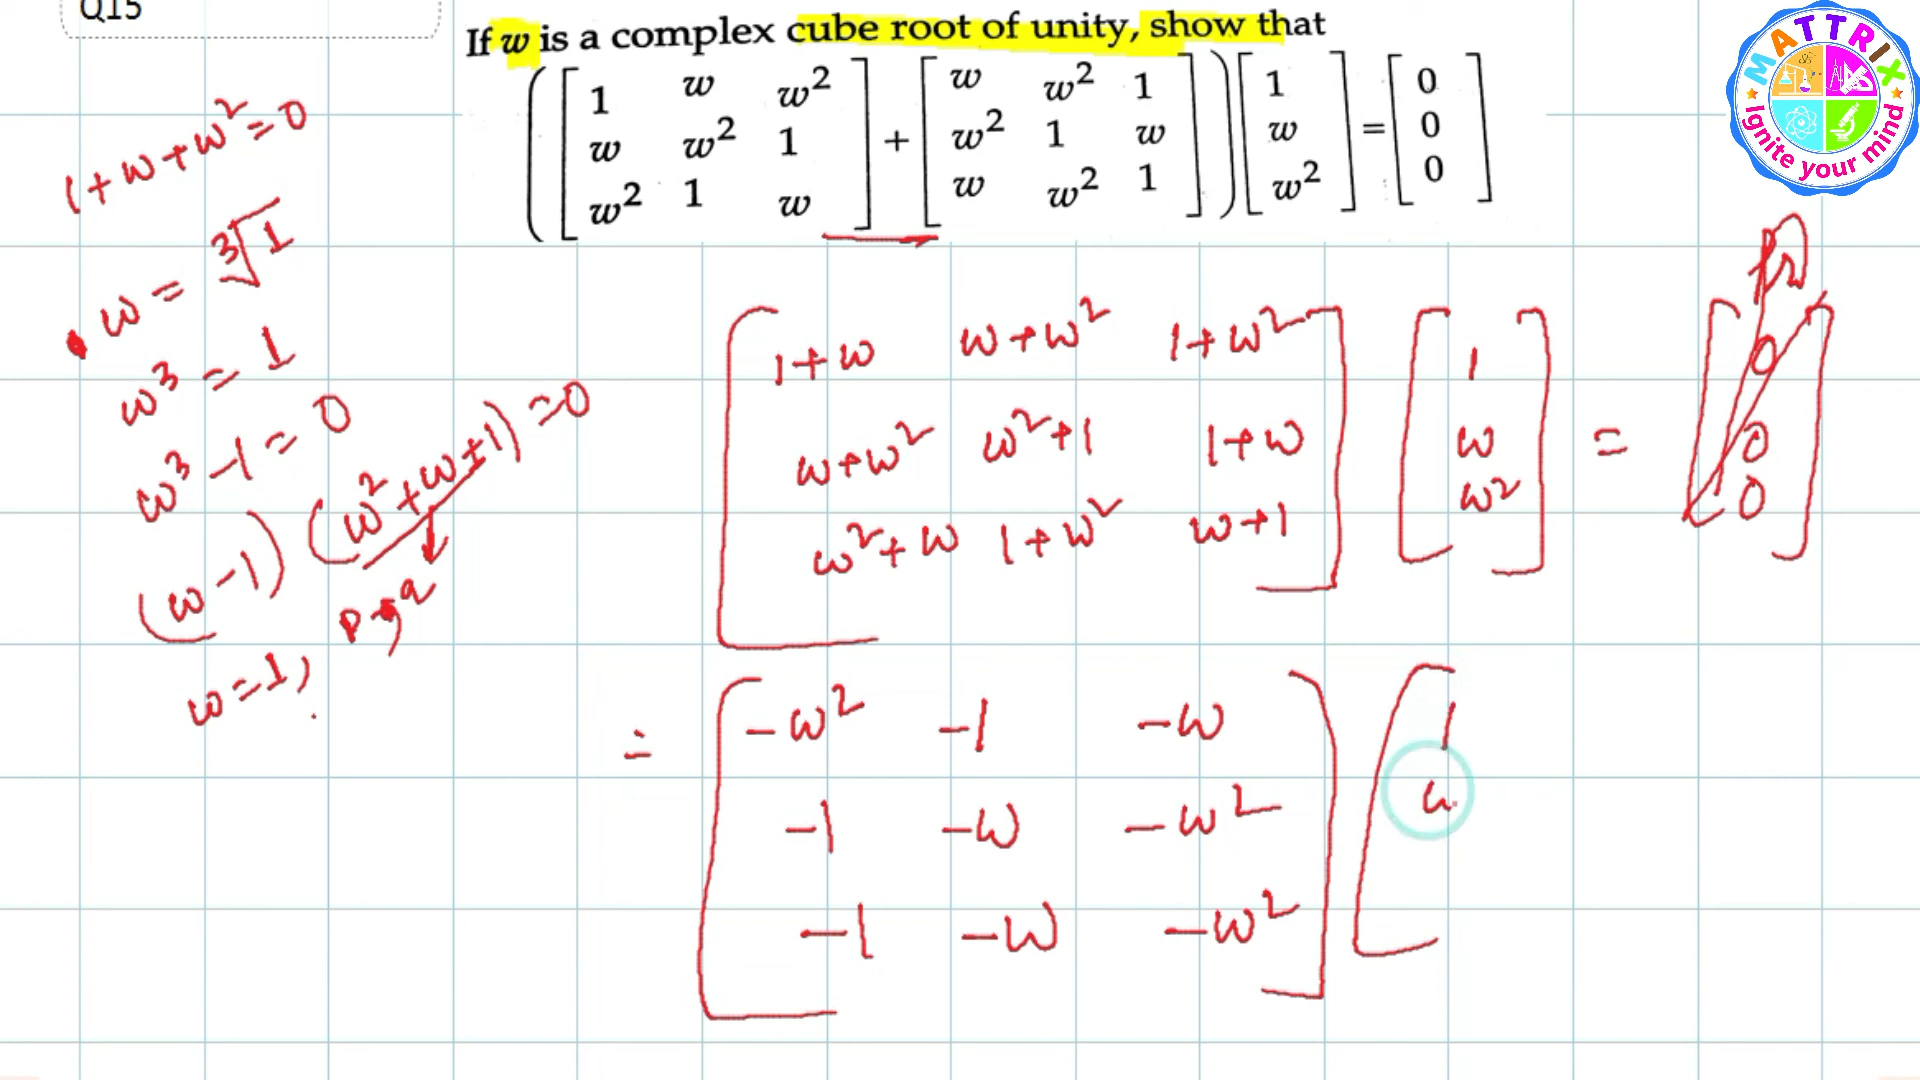 Q15
If w is a complex cube root of unity, show that
( [ 1 w w² ] + [ w w² 1 ] ) [ 1 ] = [ 0 ]
[ w w² 1 ] [ w² 1 w ] [ w ] [ 0 ]
[ w² 1 w ] [ w w² 1 ] [ w² ] [ 0 ]
MATTRIX
Ignite your mind
1+w+w²=0
w = ³√1
w³ = 1
w³ -1 = 0
(w-1) (w²+w+1) =0
w=1,
[ 1+w w+w² 1+w² ] [ 1 ] = [ 0 ]
[ w+w² w²+1 1+w ] [ w ] [ 0 ]
[ w²+w 1+w² w+1 ] [ w² ] [ 0 ]
= [ -w² -1 -w ] [ 1
[ -1 -w -w² ]
[ -1 -w -w² ]